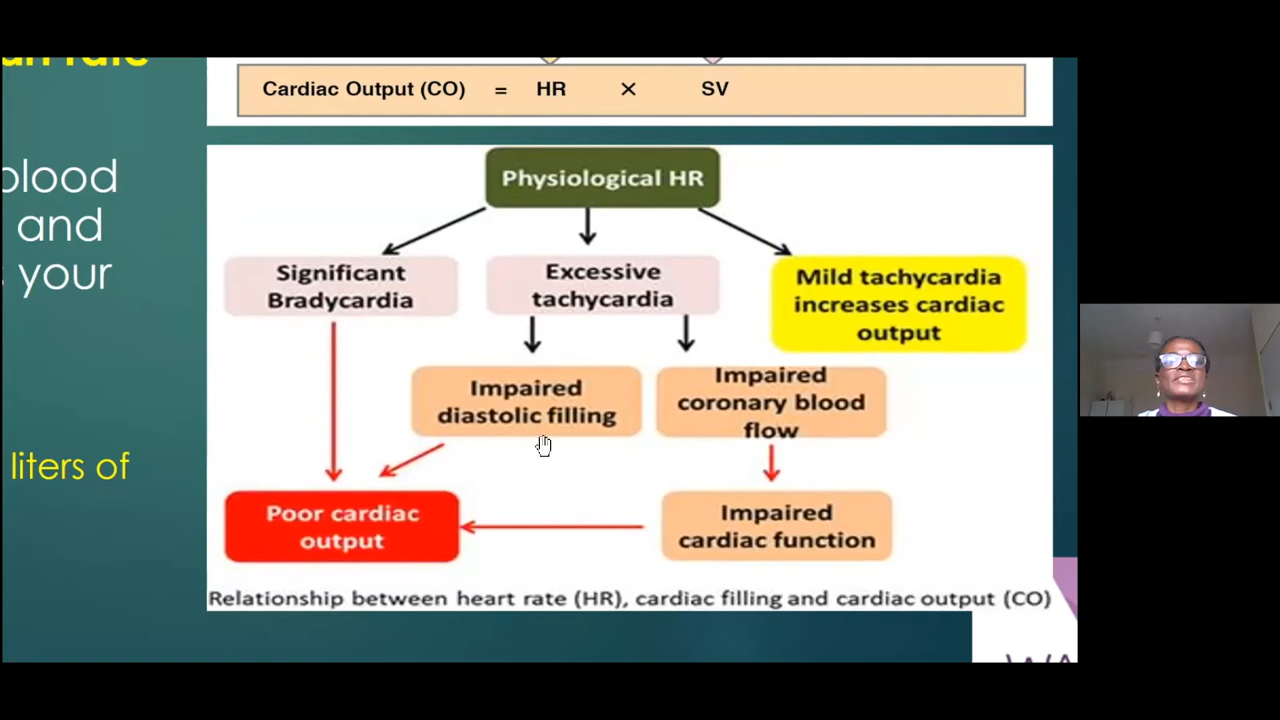 Cardiac Output (CO) = HR × SV
blood
and
your
liters of
Physiological HR
Significant
Bradycardia
Excessive
tachycardia
Mild tachycardia
increases cardiac
output
Impaired
diastolic filling
Impaired
coronary blood
flow
Poor cardiac
output
Impaired
cardiac function
Relationship between heart rate (HR), cardiac filling and cardiac output (CO)